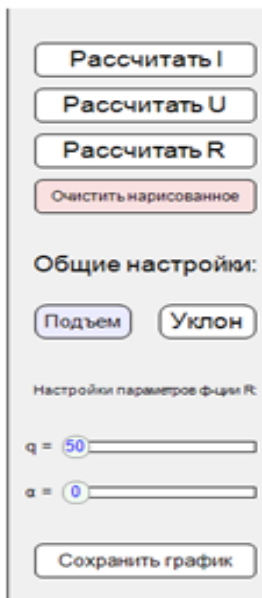 Рассчитать I
Рассчитать U
Рассчитать R
Очистить нарисованное
Общие настройки:
Подъем Уклон
Настройки параметров ф-ции R:
q = 50
α = 0
Сохранить график